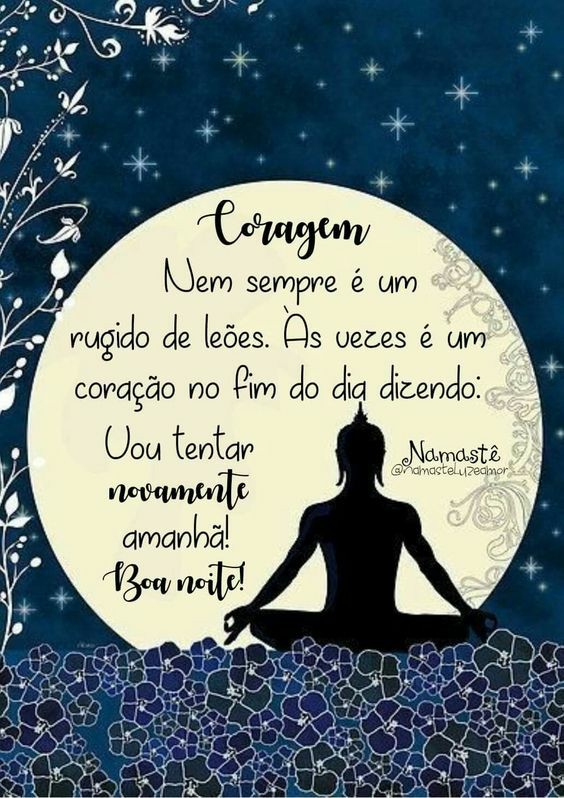 Coragem
Nem sempre é um
rugido de leões. Às vezes é um
coração no fim do dia dizendo:
Vou tentar
novamente
amanhã!
Boa noite!
Namastê
@namasteluzeamor